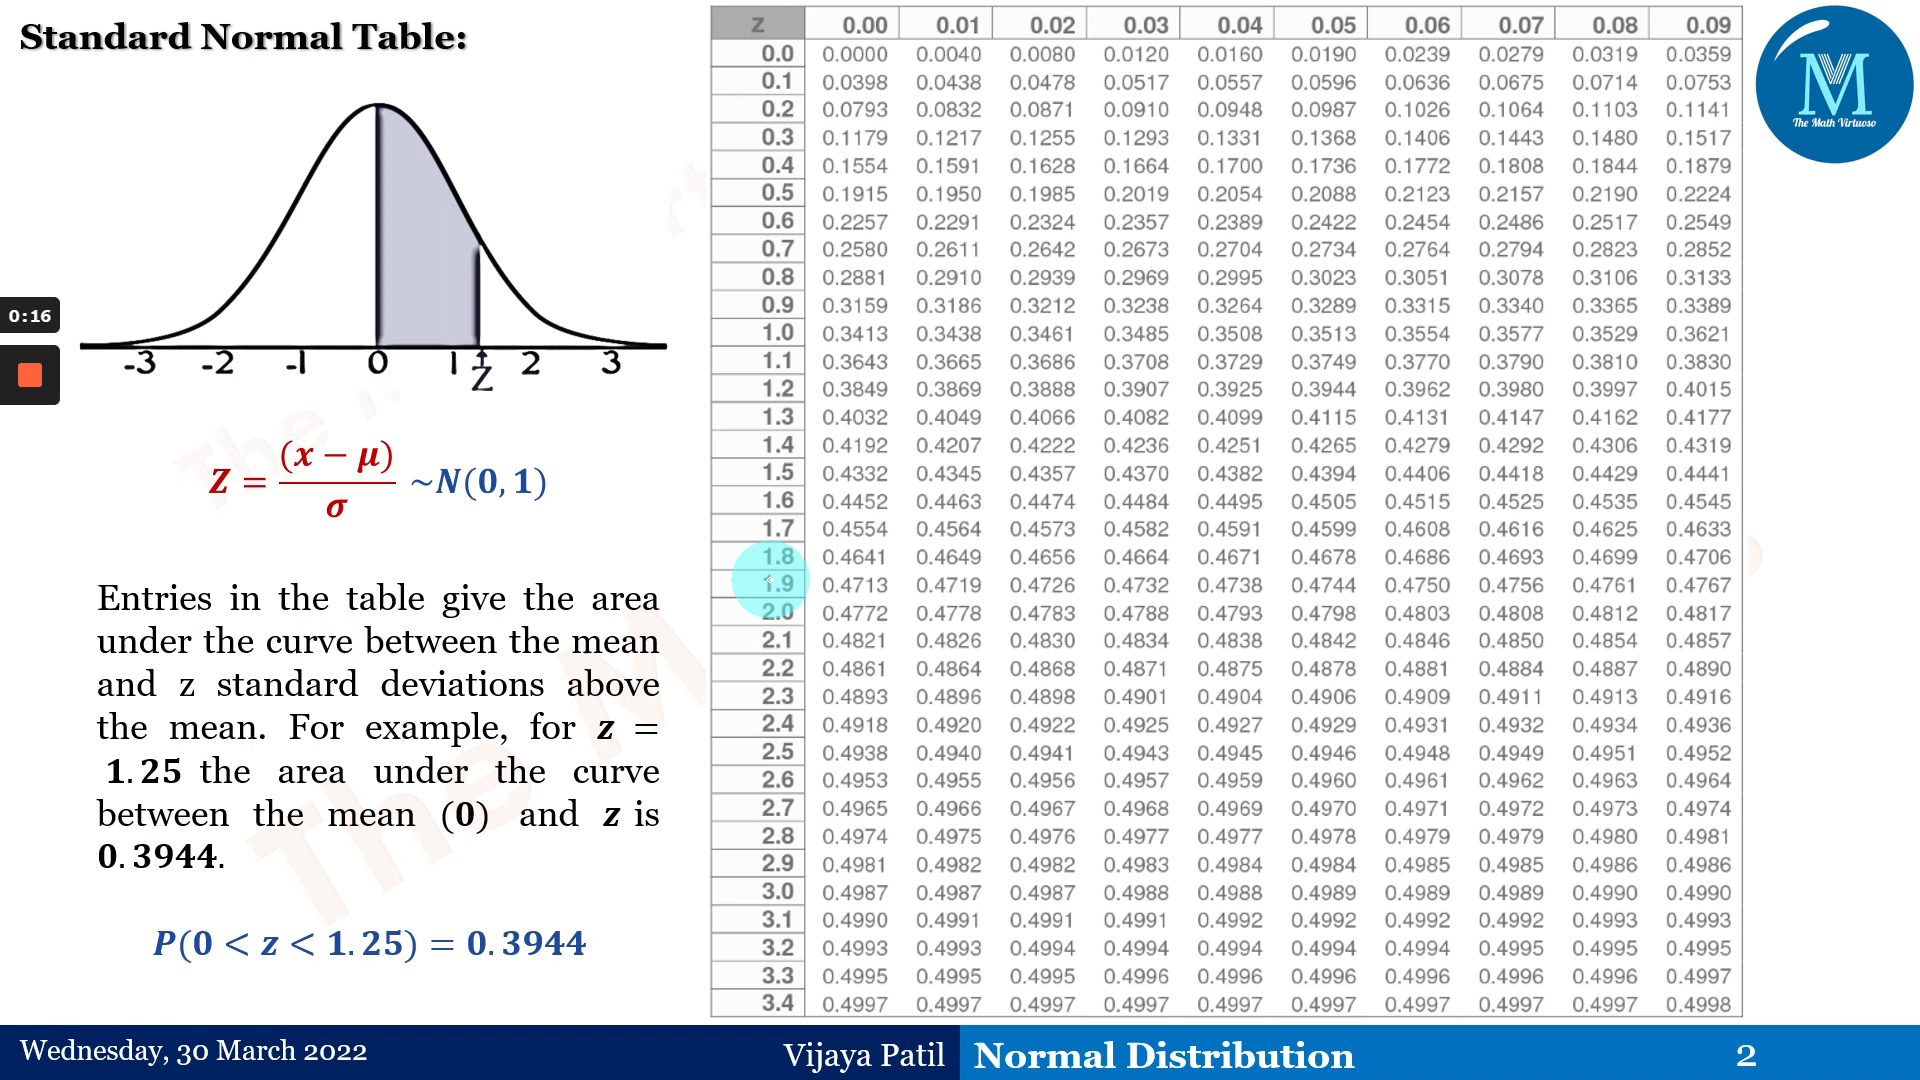 Standard Normal Table:
-3 -2 -1 0 1 Z 2 3
0:16
Z = (x − μ) / σ ~N(0, 1)
Entries in the table give the area
under the curve between the mean
and z standard deviations above
the mean. For example, for z =
1.25 the area under the curve
between the mean (0) and z is
0.3944.
P(0 < z < 1.25) = 0.3944
z 0.00 0.01 0.02 0.03 0.04 0.05 0.06 0.07 0.08 0.09
0.0 0.0000 0.0040 0.0080 0.0120 0.0160 0.0190 0.0239 0.0279 0.0319 0.0359
0.1 0.0398 0.0438 0.0478 0.0517 0.0557 0.0596 0.0636 0.0675 0.0714 0.0753
0.2 0.0793 0.0832 0.0871 0.0910 0.0948 0.0987 0.1026 0.1064 0.1103 0.1141
0.3 0.1179 0.1217 0.1255 0.1293 0.1331 0.1368 0.1406 0.1443 0.1480 0.1517
0.4 0.1554 0.1591 0.1628 0.1664 0.1700 0.1736 0.1772 0.1808 0.1844 0.1879
0.5 0.1915 0.1950 0.1985 0.2019 0.2054 0.2088 0.2123 0.2157 0.2190 0.2224
0.6 0.2257 0.2291 0.2324 0.2357 0.2389 0.2422 0.2454 0.2486 0.2517 0.2549
0.7 0.2580 0.2611 0.2642 0.2673 0.2704 0.2734 0.2764 0.2794 0.2823 0.2852
0.8 0.2881 0.2910 0.2939 0.2969 0.2995 0.3023 0.3051 0.3078 0.3106 0.3133
0.9 0.3159 0.3186 0.3212 0.3238 0.3264 0.3289 0.3315 0.3340 0.3365 0.3389
1.0 0.3413 0.3438 0.3461 0.3485 0.3508 0.3513 0.3554 0.3577 0.3529 0.3621
1.1 0.3643 0.3665 0.3686 0.3708 0.3729 0.3749 0.3770 0.3790 0.3810 0.3830
1.2 0.3849 0.3869 0.3888 0.3907 0.3925 0.3944 0.3962 0.3980 0.3997 0.4015
1.3 0.4032 0.4049 0.4066 0.4082 0.4099 0.4115 0.4131 0.4147 0.4162 0.4177
1.4 0.4192 0.4207 0.4222 0.4236 0.4251 0.4265 0.4279 0.4292 0.4306 0.4319
1.5 0.4332 0.4345 0.4357 0.4370 0.4382 0.4394 0.4406 0.4418 0.4429 0.4441
1.6 0.4452 0.4463 0.4474 0.4484 0.4495 0.4505 0.4515 0.4525 0.4535 0.4545
1.7 0.4554 0.4564 0.4573 0.4582 0.4591 0.4599 0.4608 0.4616 0.4625 0.4633
1.8 0.4641 0.4649 0.4656 0.4664 0.4671 0.4678 0.4686 0.4693 0.4699 0.4706
1.9 0.4713 0.4719 0.4726 0.4732 0.4738 0.4744 0.4750 0.4756 0.4761 0.4767
2.0 0.4772 0.4778 0.4783 0.4788 0.4793 0.4798 0.4803 0.4808 0.4812 0.4817
2.1 0.4821 0.4826 0.4830 0.4834 0.4838 0.4842 0.4846 0.4850 0.4854 0.4857
2.2 0.4861 0.4864 0.4868 0.4871 0.4875 0.4878 0.4881 0.4884 0.4887 0.4890
2.3 0.4893 0.4896 0.4898 0.4901 0.4904 0.4906 0.4909 0.4911 0.4913 0.4916
2.4 0.4918 0.4920 0.4922 0.4925 0.4927 0.4929 0.4931 0.4932 0.4934 0.4936
2.5 0.4938 0.4940 0.4941 0.4943 0.4945 0.4946 0.4948 0.4949 0.4951 0.4952
2.6 0.4953 0.4955 0.4956 0.4957 0.4959 0.4960 0.4961 0.4962 0.4963 0.4964
2.7 0.4965 0.4966 0.4967 0.4968 0.4969 0.4970 0.4971 0.4972 0.4973 0.4974
2.8 0.4974 0.4975 0.4976 0.4977 0.4977 0.4978 0.4979 0.4979 0.4980 0.4981
2.9 0.4981 0.4982 0.4982 0.4983 0.4984 0.4984 0.4985 0.4985 0.4986 0.4986
3.0 0.4987 0.4987 0.4987 0.4988 0.4988 0.4989 0.4989 0.4989 0.4990 0.4990
3.1 0.4990 0.4991 0.4991 0.4991 0.4992 0.4992 0.4992 0.4992 0.4993 0.4993
3.2 0.4993 0.4993 0.4994 0.4994 0.4994 0.4994 0.4994 0.4995 0.4995 0.4995
3.3 0.4995 0.4995 0.4995 0.4996 0.4996 0.4996 0.4996 0.4996 0.4996 0.4997
3.4 0.4997 0.4997 0.4997 0.4997 0.4997 0.4997 0.4997 0.4997 0.4997 0.4998
M
The Math Virtuoso
The M
Wednesday, 30 March 2022
Vijaya Patil
Normal Distribution
2